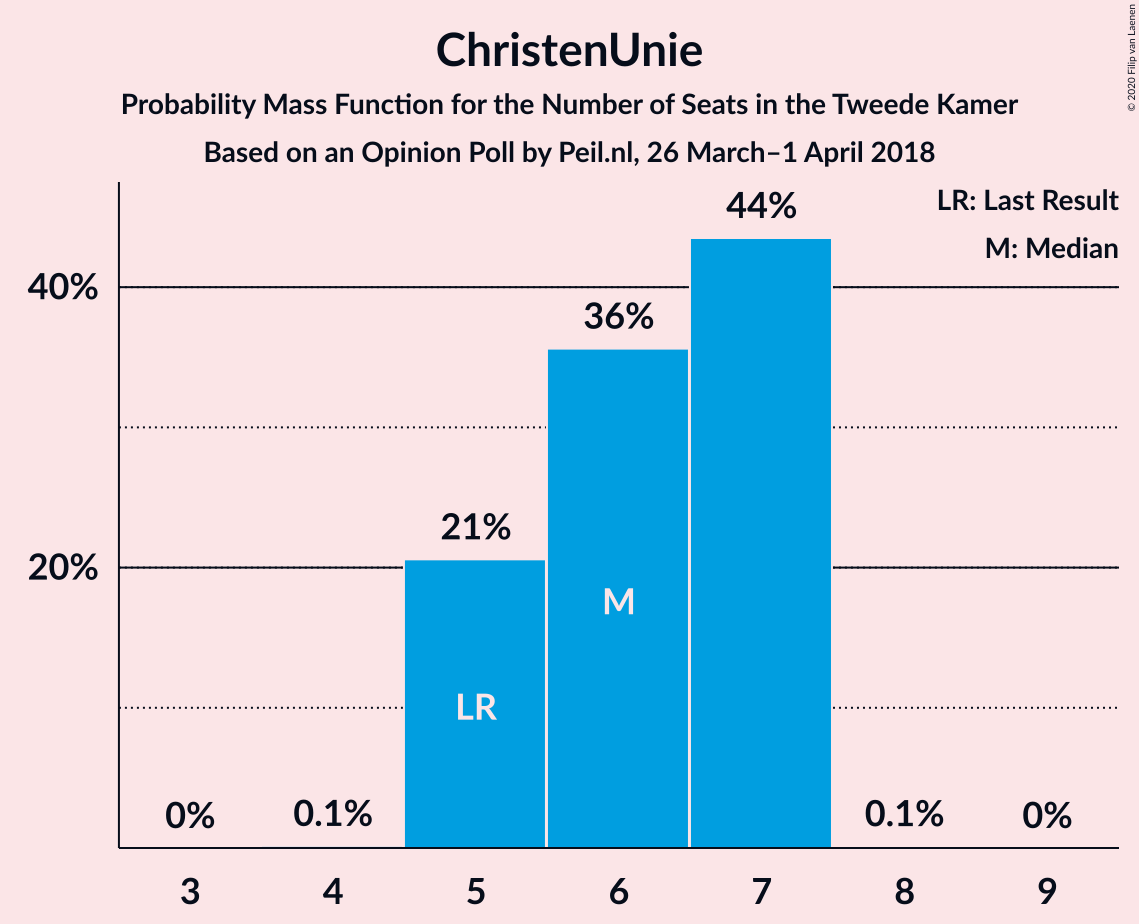 ChristenUnie
Probability Mass Function for the Number of Seats in the Tweede Kamer
Based on an Opinion Poll by Peil.nl, 26 March–1 April 2018
© 2020 Filip van Laenen
LR: Last Result
M: Median
44%
40%
36%
21%
20%
M
LR
0%
0.1%
0.1%
0%
3 4 5 6 7 8 9